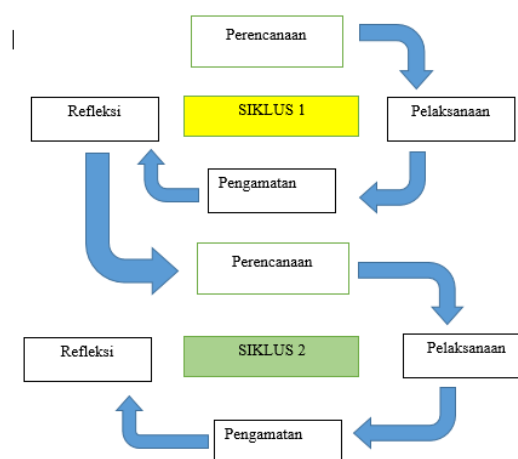 Perencanaan
Refleksi
SIKLUS 1
Pelaksanaan
Pengamatan
Perencanaan
Refleksi
SIKLUS 2
Pelaksanaan
Pengamatan